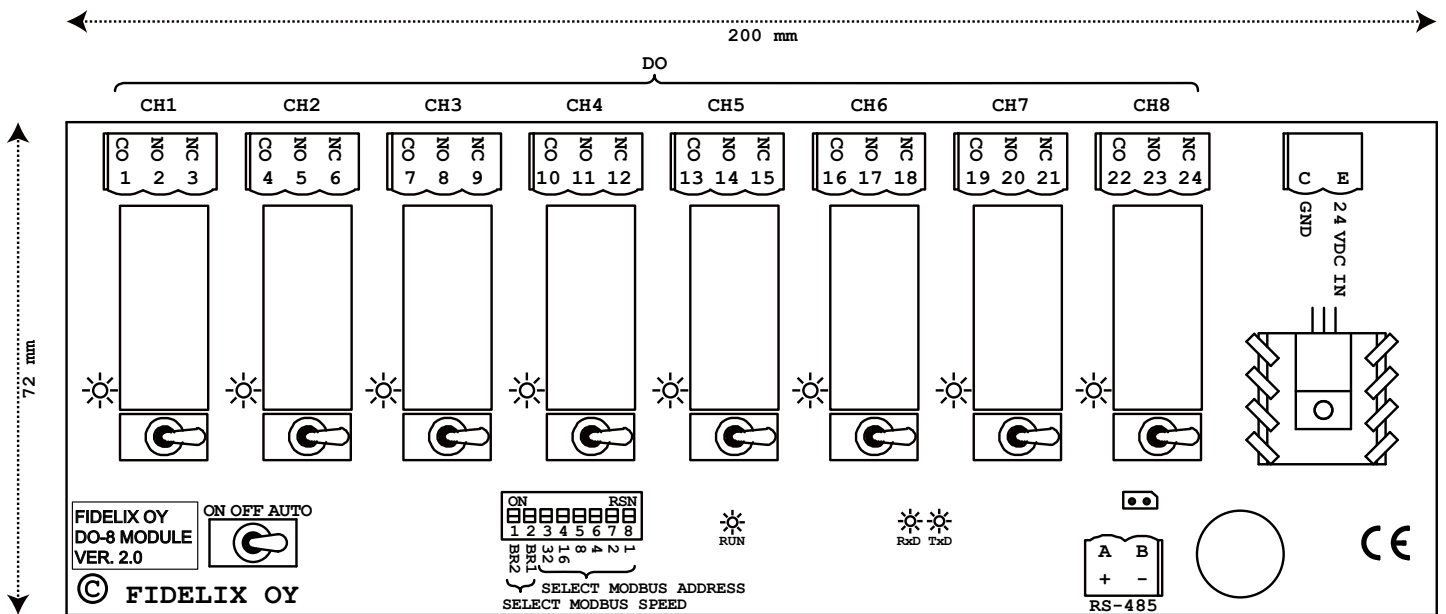 200 mm
DO
CH1 CH2 CH3 CH4 CH5 CH6 CH7 CH8
CO NO NC CO NO NC CO NO NC CO NO NC CO NO NC CO NO NC CO NO NC CO NO NC
1 2 3 4 5 6 7 8 9 10 11 12 13 14 15 16 17 18 19 20 21 22 23 24
C E
GND
24 VDC IN
72 mm
FIDELIX OY
DO-8 MODULE
VER. 2.0
ON OFF AUTO
ON RSN
1 2 3 4 5 6 7 8
BR2 BR1 32 16 8 4 2 1
SELECT MODBUS ADDRESS
SELECT MODBUS SPEED
RUN
RxD TxD
A B
+ -
RS-485
CE
© FIDELIX OY